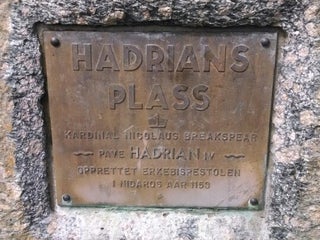 HADRIANS
PLASS
KARDINAL NICOLAUS BREAKSPEAR
PAVE HADRIAN IV
OPPRETTET ERKEBISPESTOLEN
I NIDAROS AAR 1153